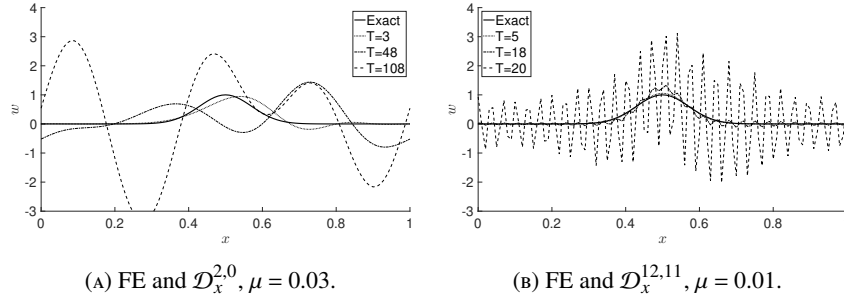 4
3
2
1
0
-1
-2
-3
w
0
0.2
0.4
0.6
0.8
1
x
Exact
T=3
T=48
T=108
(A) FE and 𝒟ₓ^{2,0}, μ = 0.03.
4
3
2
1
0
-1
-2
-3
w
0
0.2
0.4
0.6
0.8
x
Exact
T=5
T=18
T=20
(B) FE and 𝒟ₓ^{12,11}, μ = 0.01.